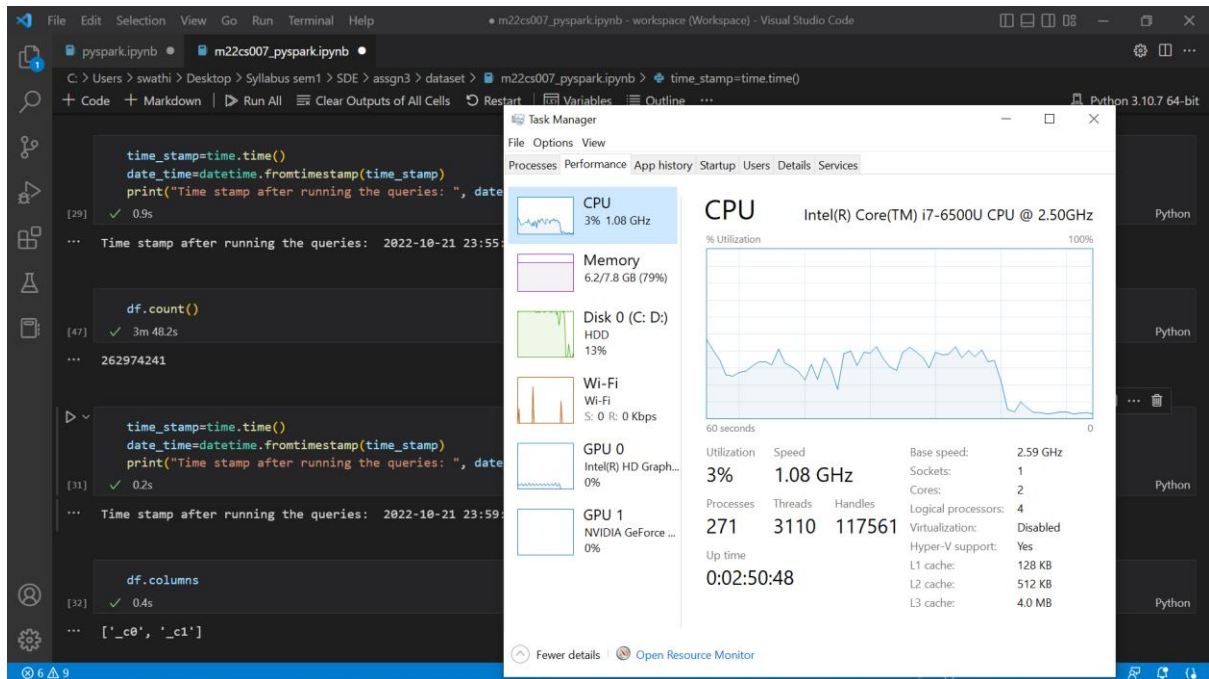 File Edit Selection View Go Run Terminal Help
● m22cs007_pyspark.ipynb - workspace (Workspace) - Visual Studio Code
pyspark.ipynb ●
m22cs007_pyspark.ipynb ●
C: > Users > swathi > Desktop > Syllabus sem1 > SDE > assgn3 > dataset > m22cs007_pyspark.ipynb > time_stamp=time.time()
+ Code + Markdown | Run All Clear Outputs of All Cells Restart | Variables Outline ...
Python 3.10.7 64-bit
time_stamp=time.time()
date_time=datetime.fromtimestamp(time_stamp)
print("Time stamp after running the queries: ", date
[29] ✓ 0.9s
Python
... Time stamp after running the queries: 2022-10-21 23:55:
df.count()
[47] ✓ 3m 48.2s
Python
... 262974241
time_stamp=time.time()
date_time=datetime.fromtimestamp(time_stamp)
print("Time stamp after running the queries: ", date
[31] ✓ 0.2s
Python
... Time stamp after running the queries: 2022-10-21 23:59:
df.columns
[32] ✓ 0.4s
Python
... ['_c0', '_c1']
6 9
1
Task Manager
File Options View
Processes Performance App history Startup Users Details Services
CPU
3% 1.08 GHz
Memory
6.2/7.8 GB (79%)
Disk 0 (C: D:)
HDD
13%
Wi-Fi
Wi-Fi
S: 0 R: 0 Kbps
GPU 0
Intel(R) HD Graph...
0%
GPU 1
NVIDIA GeForce ...
0%
CPU
Intel(R) Core(TM) i7-6500U CPU @ 2.50GHz
% Utilization
100%
60 seconds
0
Utilization Speed
3% 1.08 GHz
Processes Threads Handles
271 3110 117561
Up time
0:02:50:48
Base speed: 2.59 GHz
Sockets: 1
Cores: 2
Logical processors: 4
Virtualization: Disabled
Hyper-V support: Yes
L1 cache: 128 KB
L2 cache: 512 KB
L3 cache: 4.0 MB
Fewer details
Open Resource Monitor